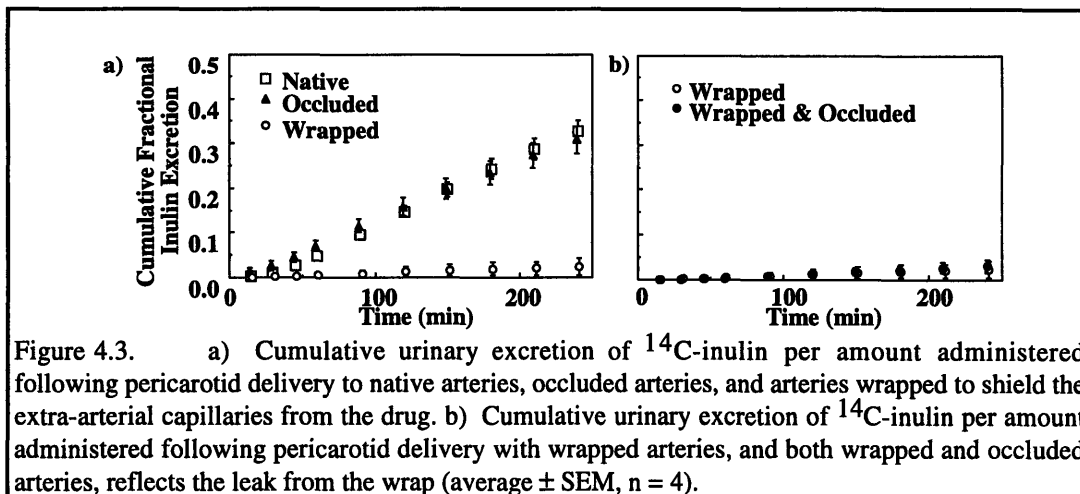 a)
0.5
0.4
0.3
0.2
0.1
0.0
Cumulative Fractional
Inulin Excretion
Native
Occluded
Wrapped
0
100
200
Time (min)
b)
Wrapped
Wrapped & Occluded
0
100
200
Time (min)
Figure 4.3. a) Cumulative urinary excretion of ¹⁴C-inulin per amount administered
following pericarotid delivery to native arteries, occluded arteries, and arteries wrapped to shield the
extra-arterial capillaries from the drug. b) Cumulative urinary excretion of ¹⁴C-inulin per amount
administered following pericarotid delivery with wrapped arteries, and both wrapped and occluded
arteries, reflects the leak from the wrap (average ± SEM, n = 4).